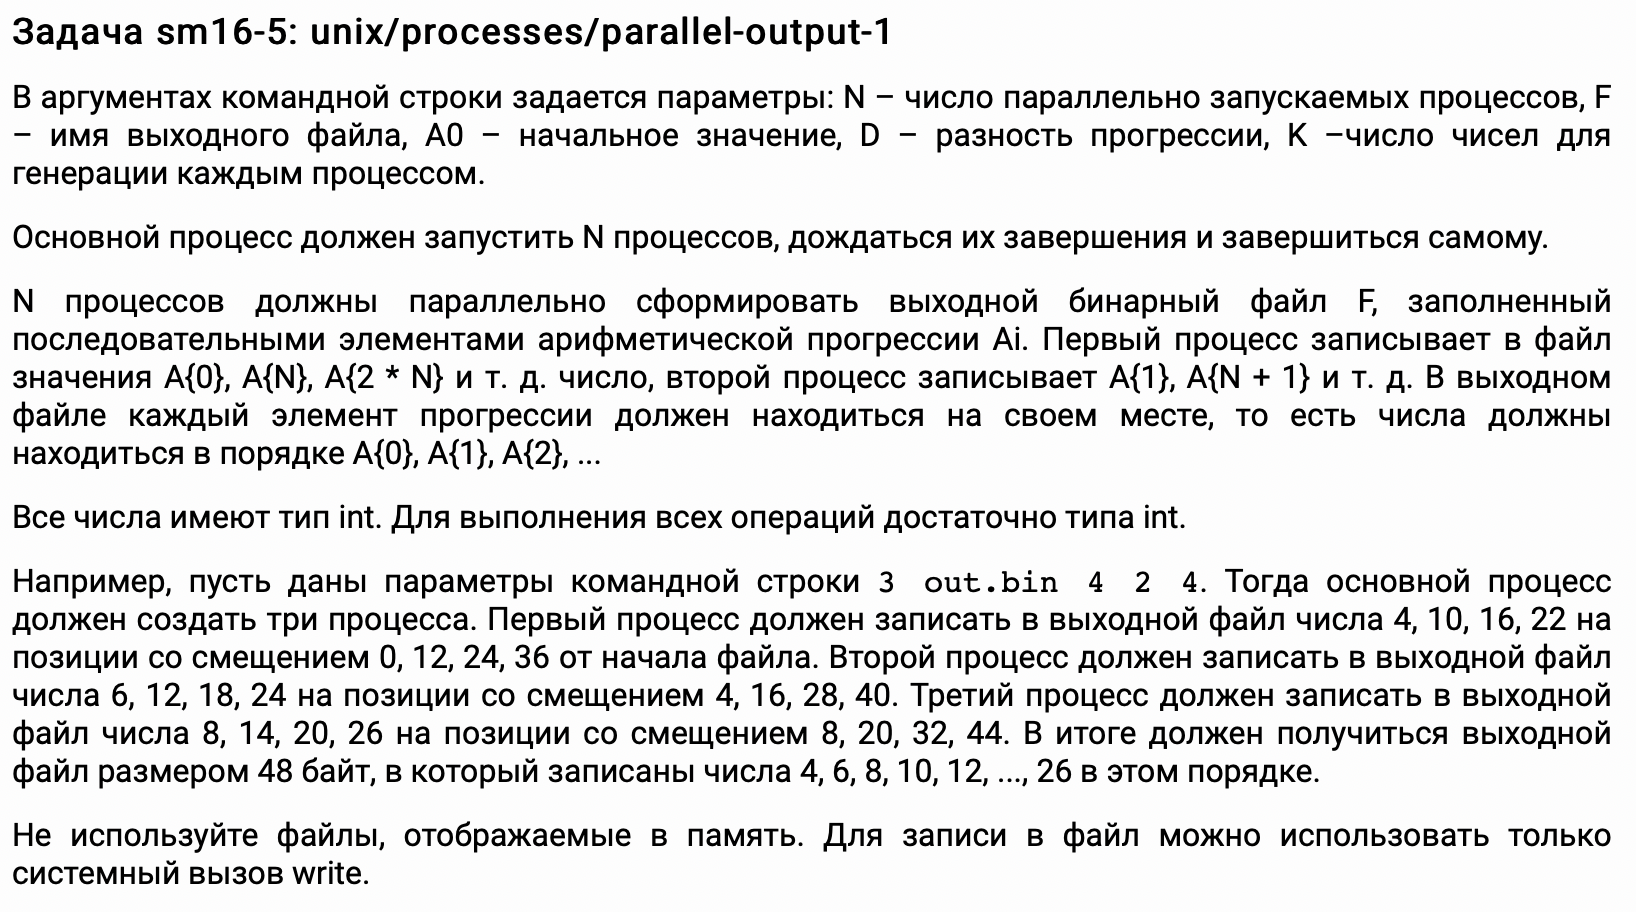 Задача sm16-5: unix/processes/parallel-output-1
В аргументах командной строки задается параметры: N – число параллельно запускаемых процессов, F
– имя выходного файла, A0 – начальное значение, D – разность прогрессии, K –число чисел для
генерации каждым процессом.
Основной процесс должен запустить N процессов, дождаться их завершения и завершиться самому.
N процессов должны параллельно сформировать выходной бинарный файл F, заполненный
последовательными элементами арифметической прогрессии Ai. Первый процесс записывает в файл
значения A{0}, A{N}, A{2 * N} и т. д. число, второй процесс записывает A{1}, A{N + 1} и т. д. В выходном
файле каждый элемент прогрессии должен находиться на своем месте, то есть числа должны
находиться в порядке A{0}, A{1}, A{2}, ...
Все числа имеют тип int. Для выполнения всех операций достаточно типа int.
Например, пусть даны параметры командной строки 3 out.bin 4 2 4. Тогда основной процесс
должен создать три процесса. Первый процесс должен записать в выходной файл числа 4, 10, 16, 22 на
позиции со смещением 0, 12, 24, 36 от начала файла. Второй процесс должен записать в выходной файл
числа 6, 12, 18, 24 на позиции со смещением 4, 16, 28, 40. Третий процесс должен записать в выходной
файл числа 8, 14, 20, 26 на позиции со смещением 8, 20, 32, 44. В итоге должен получиться выходной
файл размером 48 байт, в который записаны числа 4, 6, 8, 10, 12, ..., 26 в этом порядке.
Не используйте файлы, отображаемые в память. Для записи в файл можно использовать только
системный вызов write.